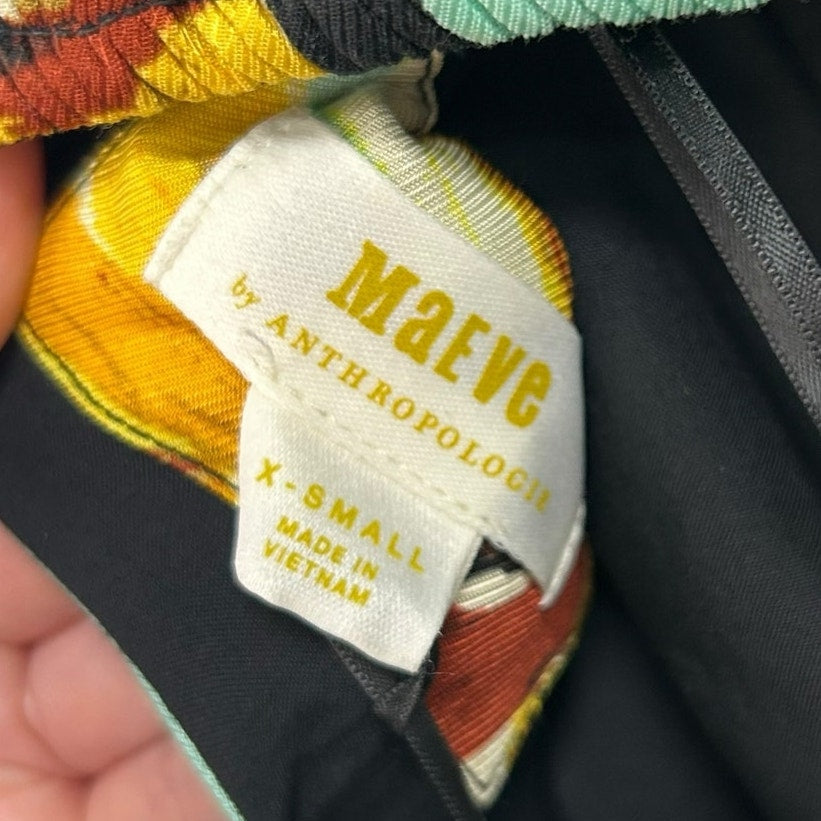 MaEVe
by ANTHROPOLOGIE
X-SMALL
MADE IN
VIETNAM